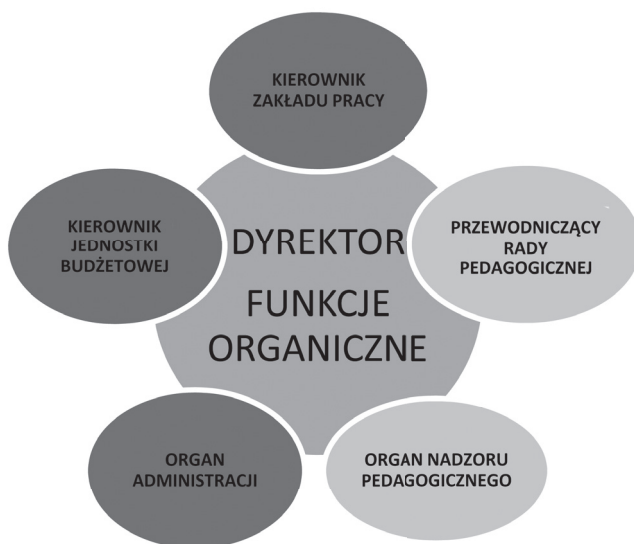 KIEROWNIK
ZAKŁADU PRACY
KIEROWNIK
JEDNOSTKI
BUDŻETOWEJ
DYREKTOR
FUNKCJE
ORGANICZNE
PRZEWODNICZĄCY
RADY
PEDAGOGICZNEJ
ORGAN
ADMINISTRACJI
ORGAN NADZORU
PEDAGOGICZNEGO